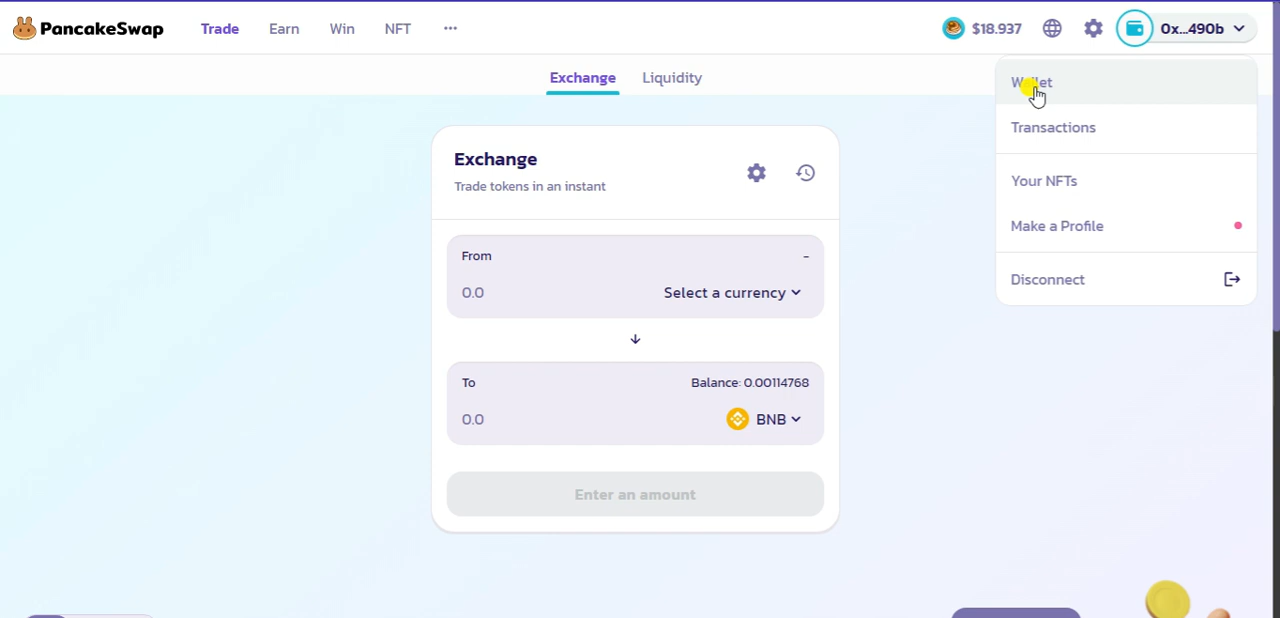 PancakeSwap Trade Earn Win NFT ... $18.937 0x...490b
Exchange Liquidity
Wallet
Transactions
Your NFTs
Make a Profile
Disconnect
Exchange
Trade tokens in an instant
From -
0.0 Select a currency
To Balance: 0.00114768
0.0 BNB
Enter an amount